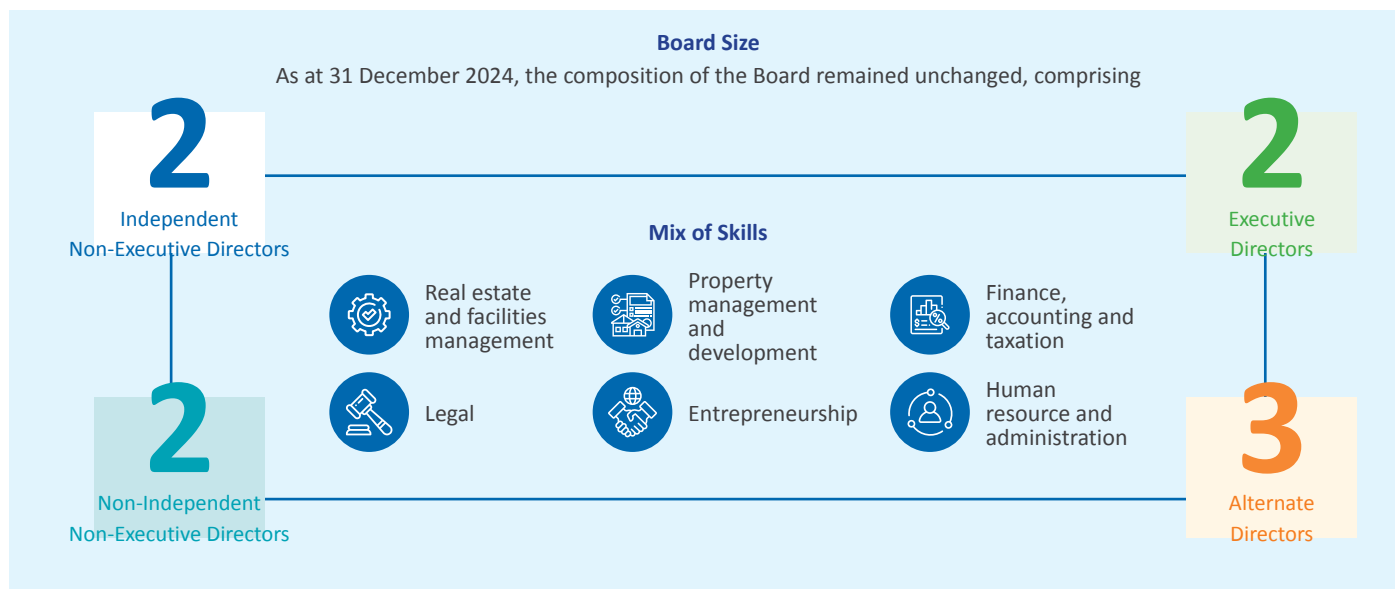 Board Size
As at 31 December 2024, the composition of the Board remained unchanged, comprising
2
Independent
Non-Executive Directors
2
Executive
Directors
Mix of Skills
Real estate
and facilities
management
Property
management
and
development
Finance,
accounting and
taxation
Legal
Entrepreneurship
Human
resource and
administration
2
Non-Independent
Non-Executive Directors
3
Alternate
Directors